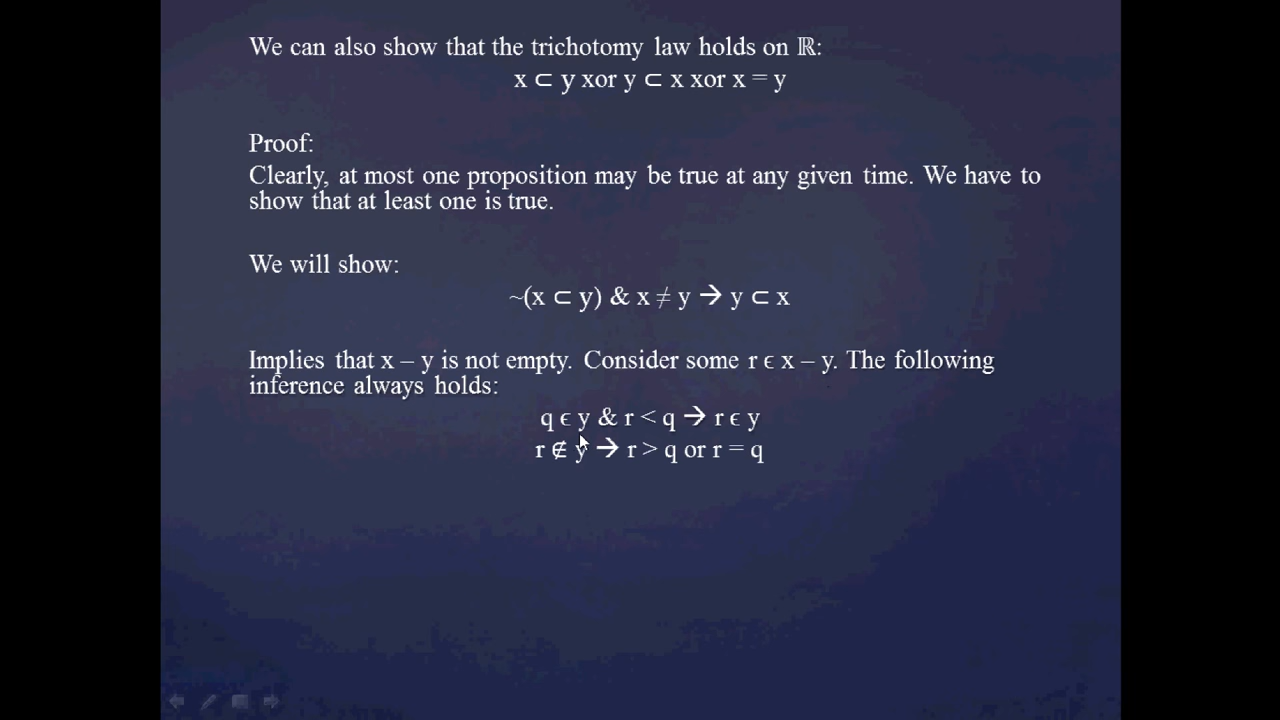 We can also show that the trichotomy law holds on ℝ:
x ⊂ y xor y ⊂ x xor x = y
Proof:
Clearly, at most one proposition may be true at any given time. We have to
show that at least one is true.
We will show:
~(x ⊂ y) & x ≠ y → y ⊂ x
Implies that x – y is not empty. Consider some r ϵ x – y. The following
inference always holds:
q ϵ y & r < q → r ϵ y
r ∉ y → r > q or r = q